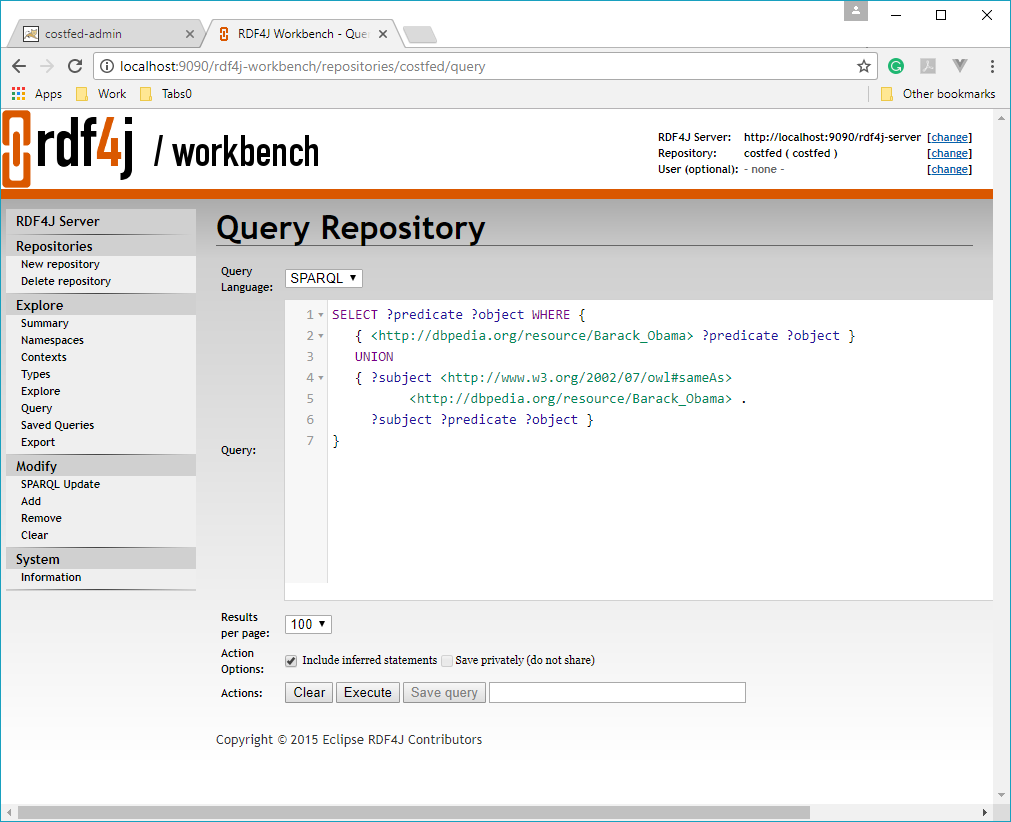 costfed-admin
RDF4J Workbench - Que
localhost:9090/rdf4j-workbench/repositories/costfed/query
Apps Work Tabs0 Other bookmarks
rdf4j / workbench
RDF4J Server: http://localhost:9090/rdf4j-server [change]
Repository: costfed ( costfed ) [change]
User (optional): - none - [change]
RDF4J Server
Repositories
New repository
Delete repository
Explore
Summary
Namespaces
Contexts
Types
Explore
Query
Saved Queries
Export
Modify
SPARQL Update
Add
Remove
Clear
System
Information
Query Repository
Query
Language:
SPARQL
Query:
1 SELECT ?predicate ?object WHERE {
2 { <http://dbpedia.org/resource/Barack_Obama> ?predicate ?object }
3 UNION
4 { ?subject <http://www.w3.org/2002/07/owl#sameAs>
5 <http://dbpedia.org/resource/Barack_Obama> .
6 ?subject ?predicate ?object }
7 }
Results
per page:
100
Action
Options:
Include inferred statements Save privately (do not share)
Actions:
Clear Execute Save query
Copyright © 2015 Eclipse RDF4J Contributors